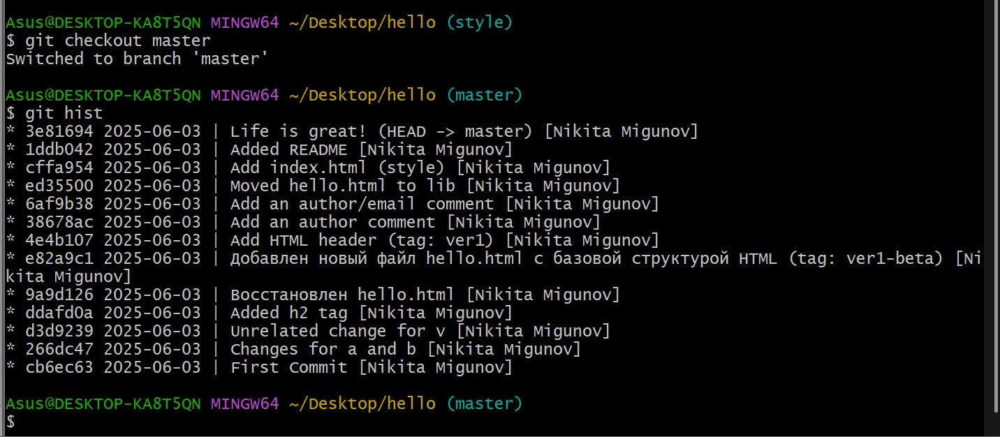 Asus@DESKTOP-KA8T5QN MINGW64 ~/Desktop/hello (style)
$ git checkout master
Switched to branch 'master'
Asus@DESKTOP-KA8T5QN MINGW64 ~/Desktop/hello (master)
$ git hist
* 3e81694 2025-06-03 | Life is great! (HEAD -> master) [Nikita Migunov]
* 1ddb042 2025-06-03 | Added README [Nikita Migunov]
* cffa954 2025-06-03 | Add index.html (style) [Nikita Migunov]
* ed35500 2025-06-03 | Moved hello.html to lib [Nikita Migunov]
* 6af9b38 2025-06-03 | Add an author/email comment [Nikita Migunov]
* 38678ac 2025-06-03 | Add an author comment [Nikita Migunov]
* 4e4b107 2025-06-03 | Add HTML header (tag: ver1) [Nikita Migunov]
* e82a9c1 2025-06-03 | Добавлен новый файл hello.html с базовой структурой HTML (tag: ver1-beta) [Ni
kita Migunov]
* 9a9d126 2025-06-03 | Восстановлен hello.html [Nikita Migunov]
* ddafd0a 2025-06-03 | Added h2 tag [Nikita Migunov]
* d3d9239 2025-06-03 | Unrelated change for v [Nikita Migunov]
* 266dc47 2025-06-03 | Changes for a and b [Nikita Migunov]
* cb6ec63 2025-06-03 | First Commit [Nikita Migunov]
Asus@DESKTOP-KA8T5QN MINGW64 ~/Desktop/hello (master)
$